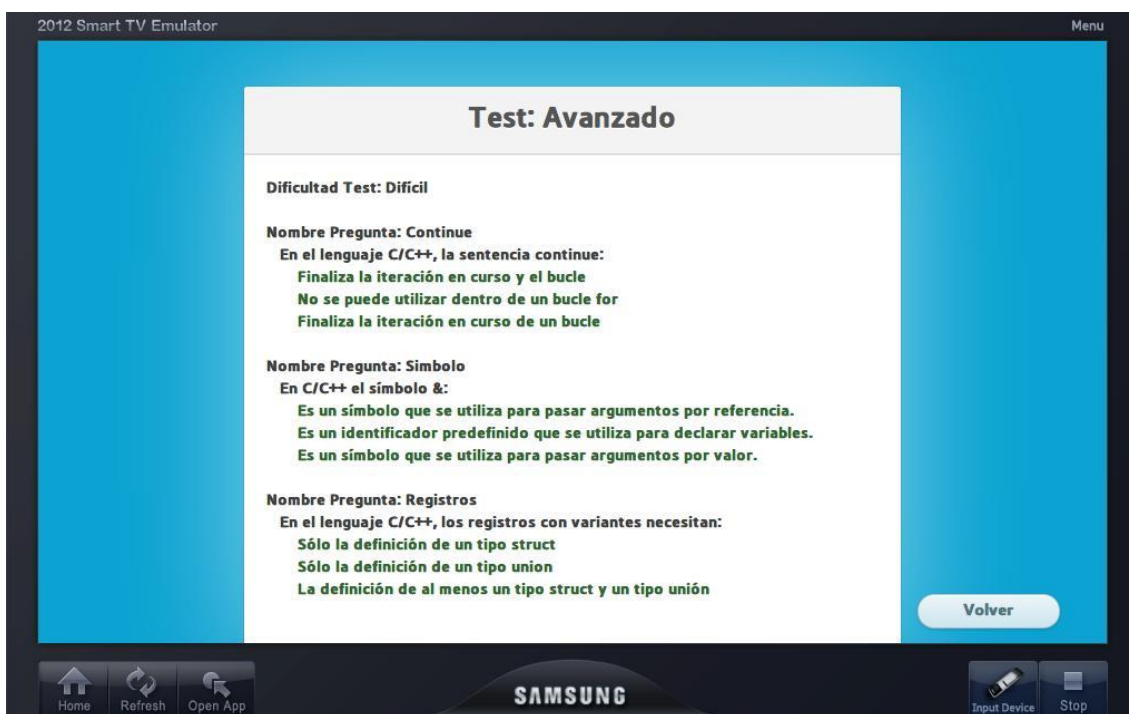 2012 Smart TV Emulator
Menu
Test: Avanzado
Dificultad Test: Difícil
Nombre Pregunta: Continue
En el lenguaje C/C++, la sentencia continue:
Finaliza la iteración en curso y el bucle
No se puede utilizar dentro de un bucle for
Finaliza la iteración en curso de un bucle
Nombre Pregunta: Simbolo
En C/C++ el símbolo &:
Es un símbolo que se utiliza para pasar argumentos por referencia.
Es un identificador predefinido que se utiliza para declarar variables.
Es un símbolo que se utiliza para pasar argumentos por valor.
Nombre Pregunta: Registros
En el lenguaje C/C++, los registros con variantes necesitan:
Sólo la definición de un tipo struct
Sólo la definición de un tipo union
La definición de al menos un tipo struct y un tipo unión
Volver
Home
Refresh
Open App
SAMSUNG
Input Device
Stop